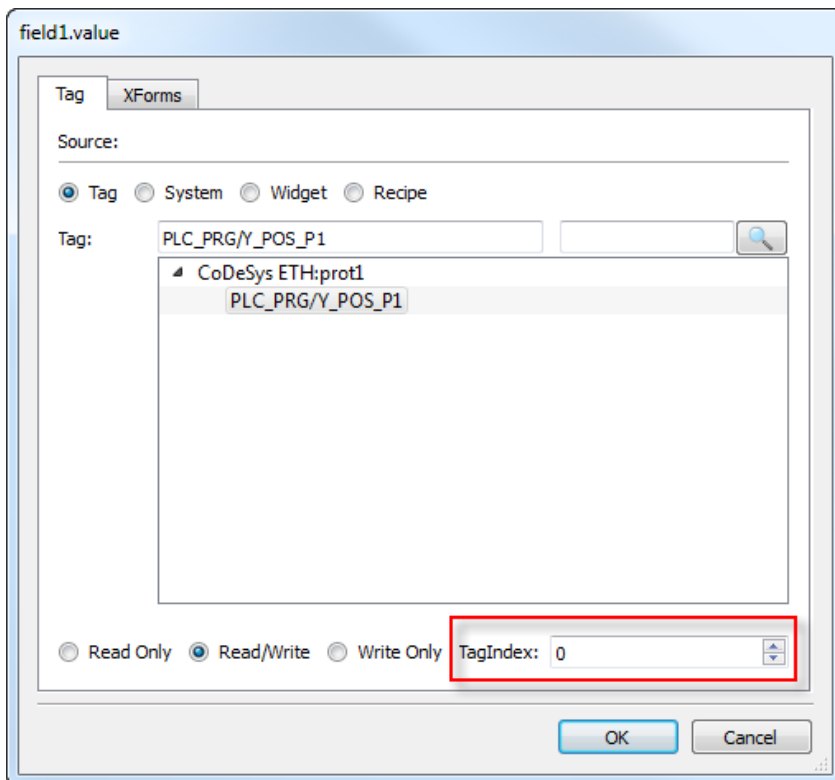 field1.value
Tag XForms
Source:
Tag System Widget Recipe
Tag: PLC_PRG/Y_POS_P1
CoDeSys ETH:prot1
PLC_PRG/Y_POS_P1
Read Only Read/Write Write Only TagIndex: 0
OK Cancel